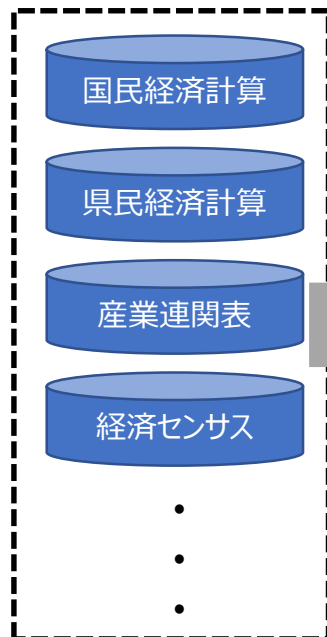 国民経済計算
県民経済計算
産業連関表
経済センサス
・
・
・